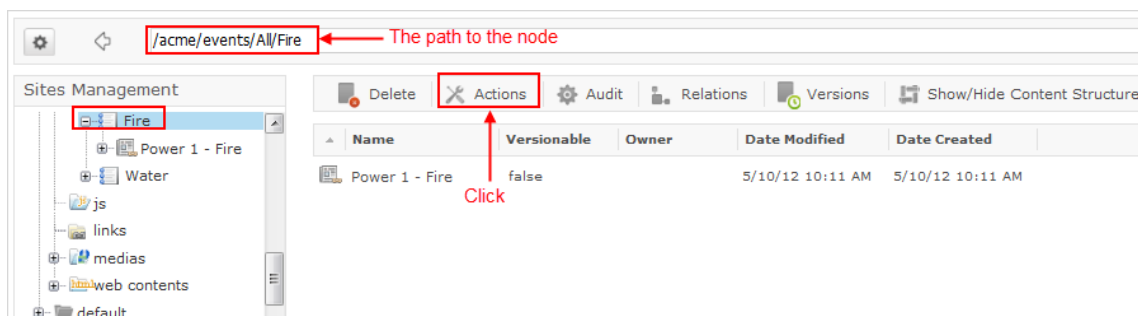 /acme/events/All/Fire The path to the node
Sites Management
Delete Actions Audit Relations Versions Show/Hide Content Structure
Fire
Power 1 - Fire
Water
js
links
medias
web contents
default
Name Versionable Owner Date Modified Date Created
Power 1 - Fire false 5/10/12 10:11 AM 5/10/12 10:11 AM
Click